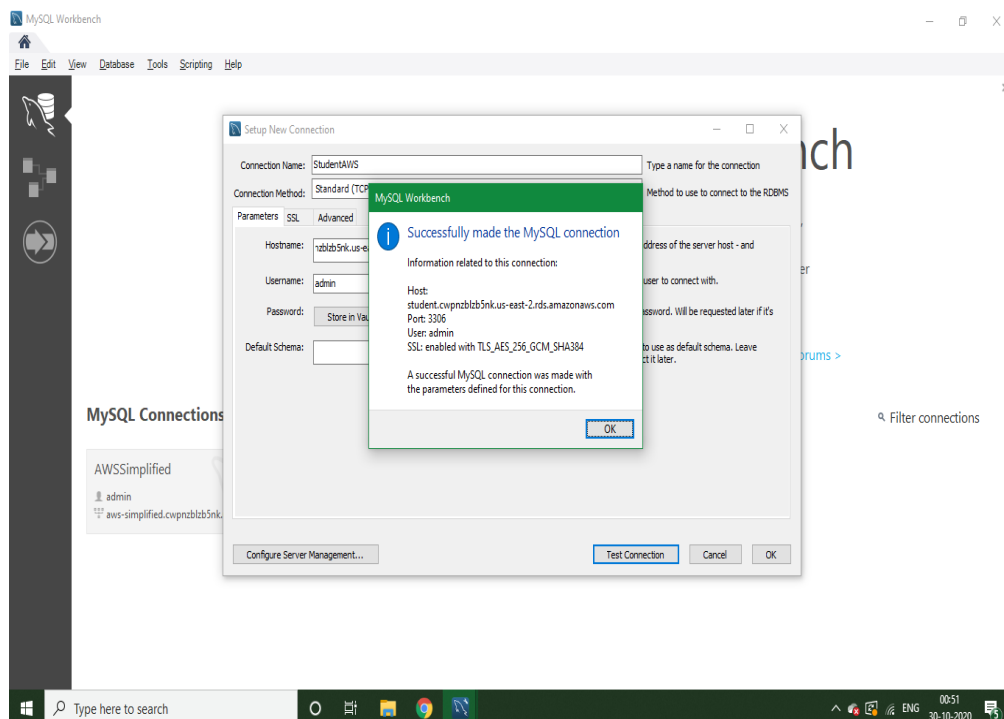 MySQL Workbench
File Edit View Database Tools Scripting Help
Setup New Connection
Connection Name: StudentAWS Type a name for the connection
Connection Method: Standard (TCP Method to use to connect to the RDBMS
Parameters SSL Advanced
Hostname: nzblzb5nk.us-ea ddress of the server host - and
Username: admin user to connect with.
Password: Store in Vau assword. Will be requested later if it's
Default Schema: to use as default schema. Leave
ct it later.
MySQL Workbench
Successfully made the MySQL connection
Information related to this connection:
Host:
student.cwpnzblzb5nk.us-east-2.rds.amazonaws.com
Port: 3306
User: admin
SSL: enabled with TLS_AES_256_GCM_SHA384
A successful MySQL connection was made with
the parameters defined for this connection.
OK
Configure Server Management... Test Connection Cancel OK
nch
er
orums >
MySQL Connections
Filter connections
AWSSimplified
admin
aws-simplified.cwpnzblzb5nk.
Type here to search
ENG
00:51
30-10-2020
5